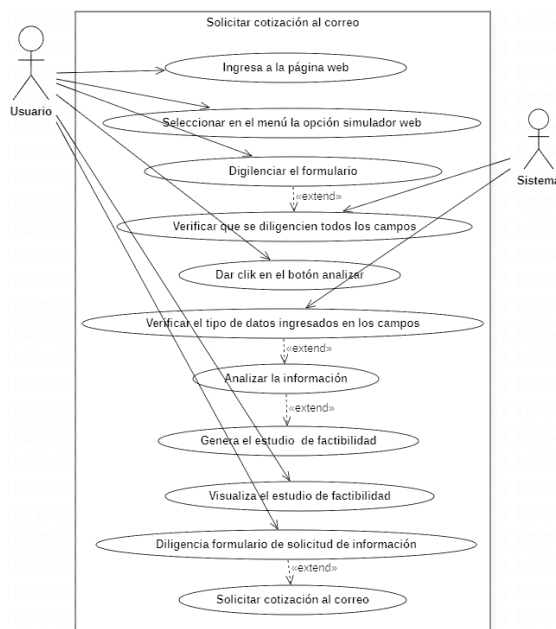 Solicitar cotización al correo
Ingresa a la página web
Usuario
Seleccionar en el menú la opción simulador web
Digilenciar el formulario
Sistema
«extend»
Verificar que se diligencien todos los campos
Dar clik en el botón analizar
Verificar el tipo de datos ingresados en los campos
«extend»
Analizar la información
«extend»
Genera el estudio de factibilidad
Visualiza el estudio de factibilidad
Diligencia formulario de solicitud de información
«extend»
Solicitar cotización al correo